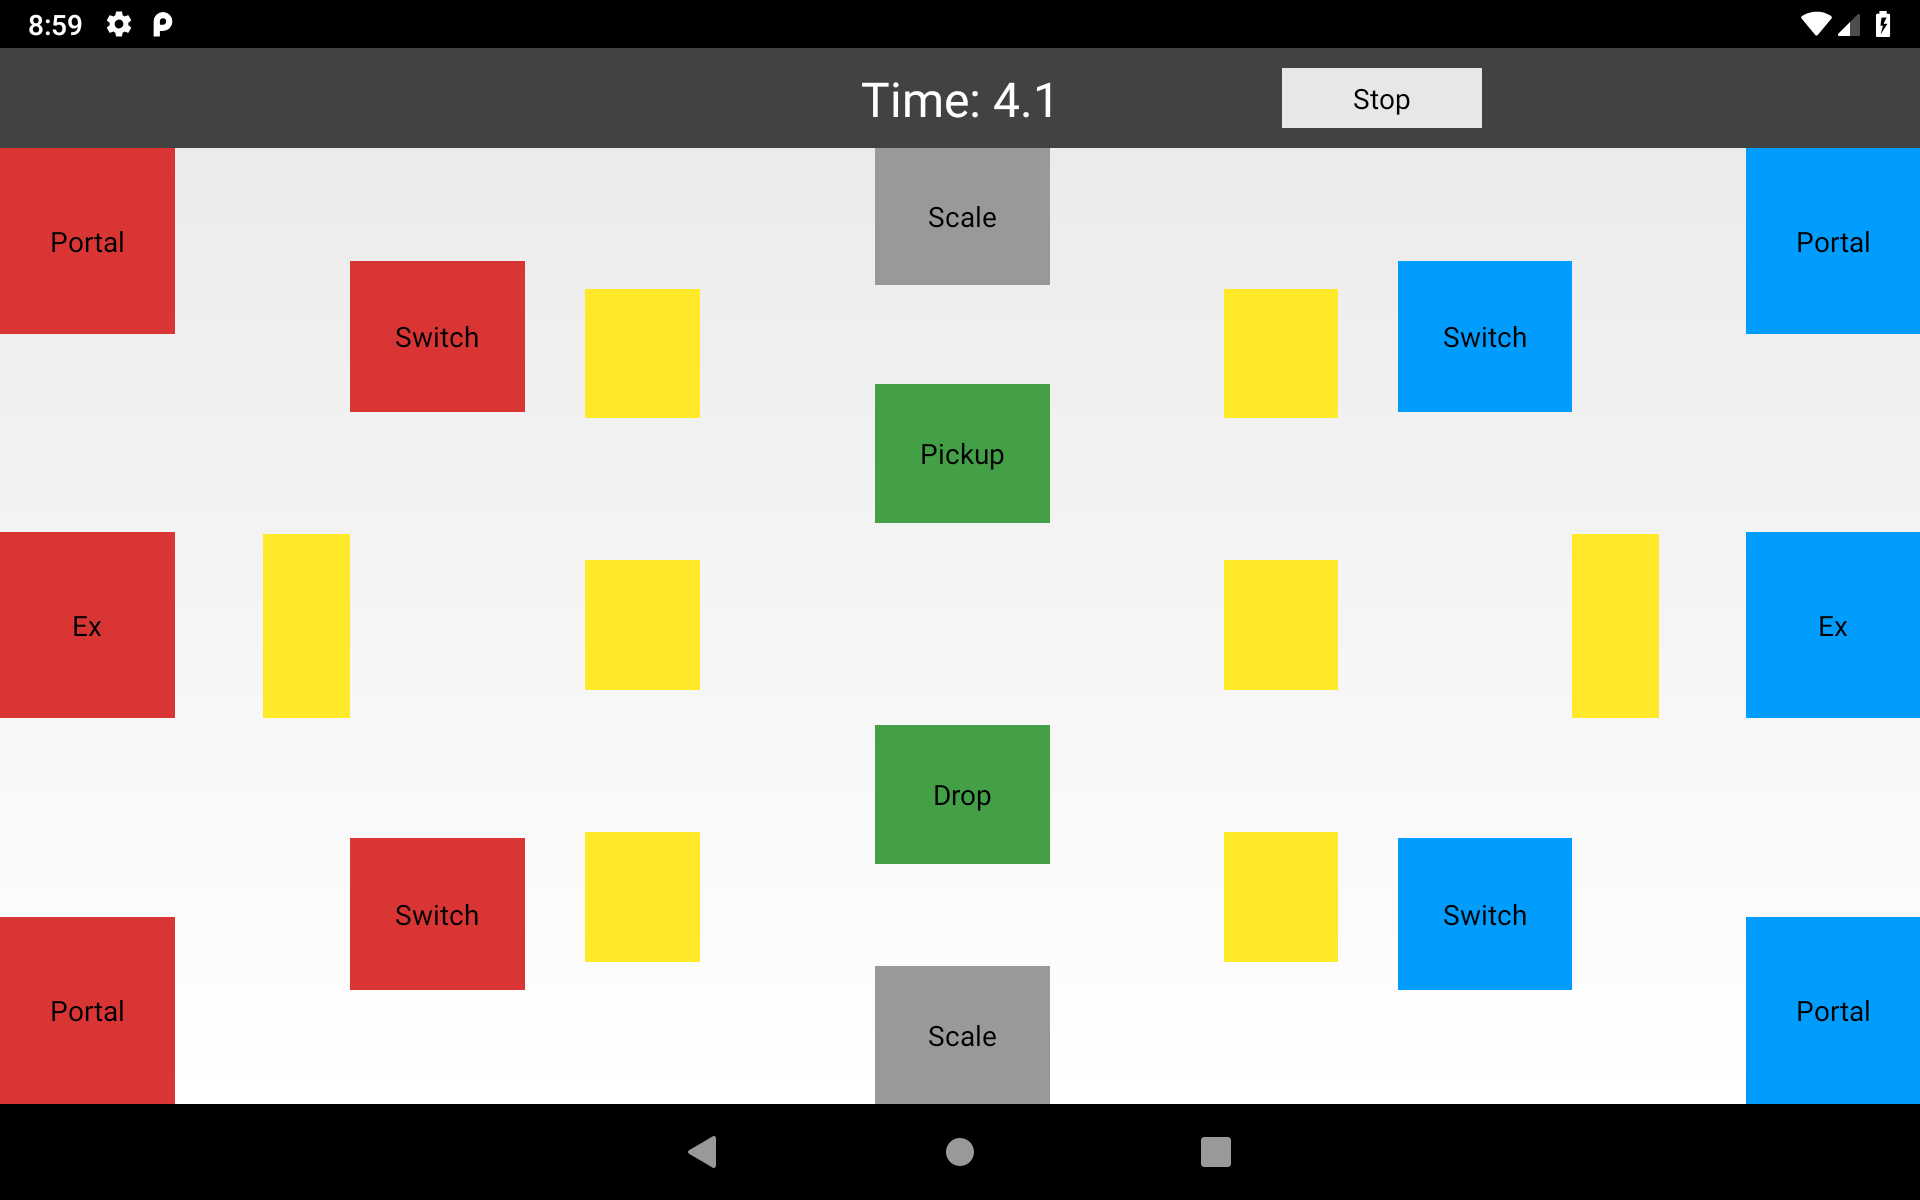 8:59
Time: 4.1
Stop
Portal
Scale
Portal
Switch
Switch
Pickup
Ex
Ex
Drop
Switch
Switch
Portal
Scale
Portal